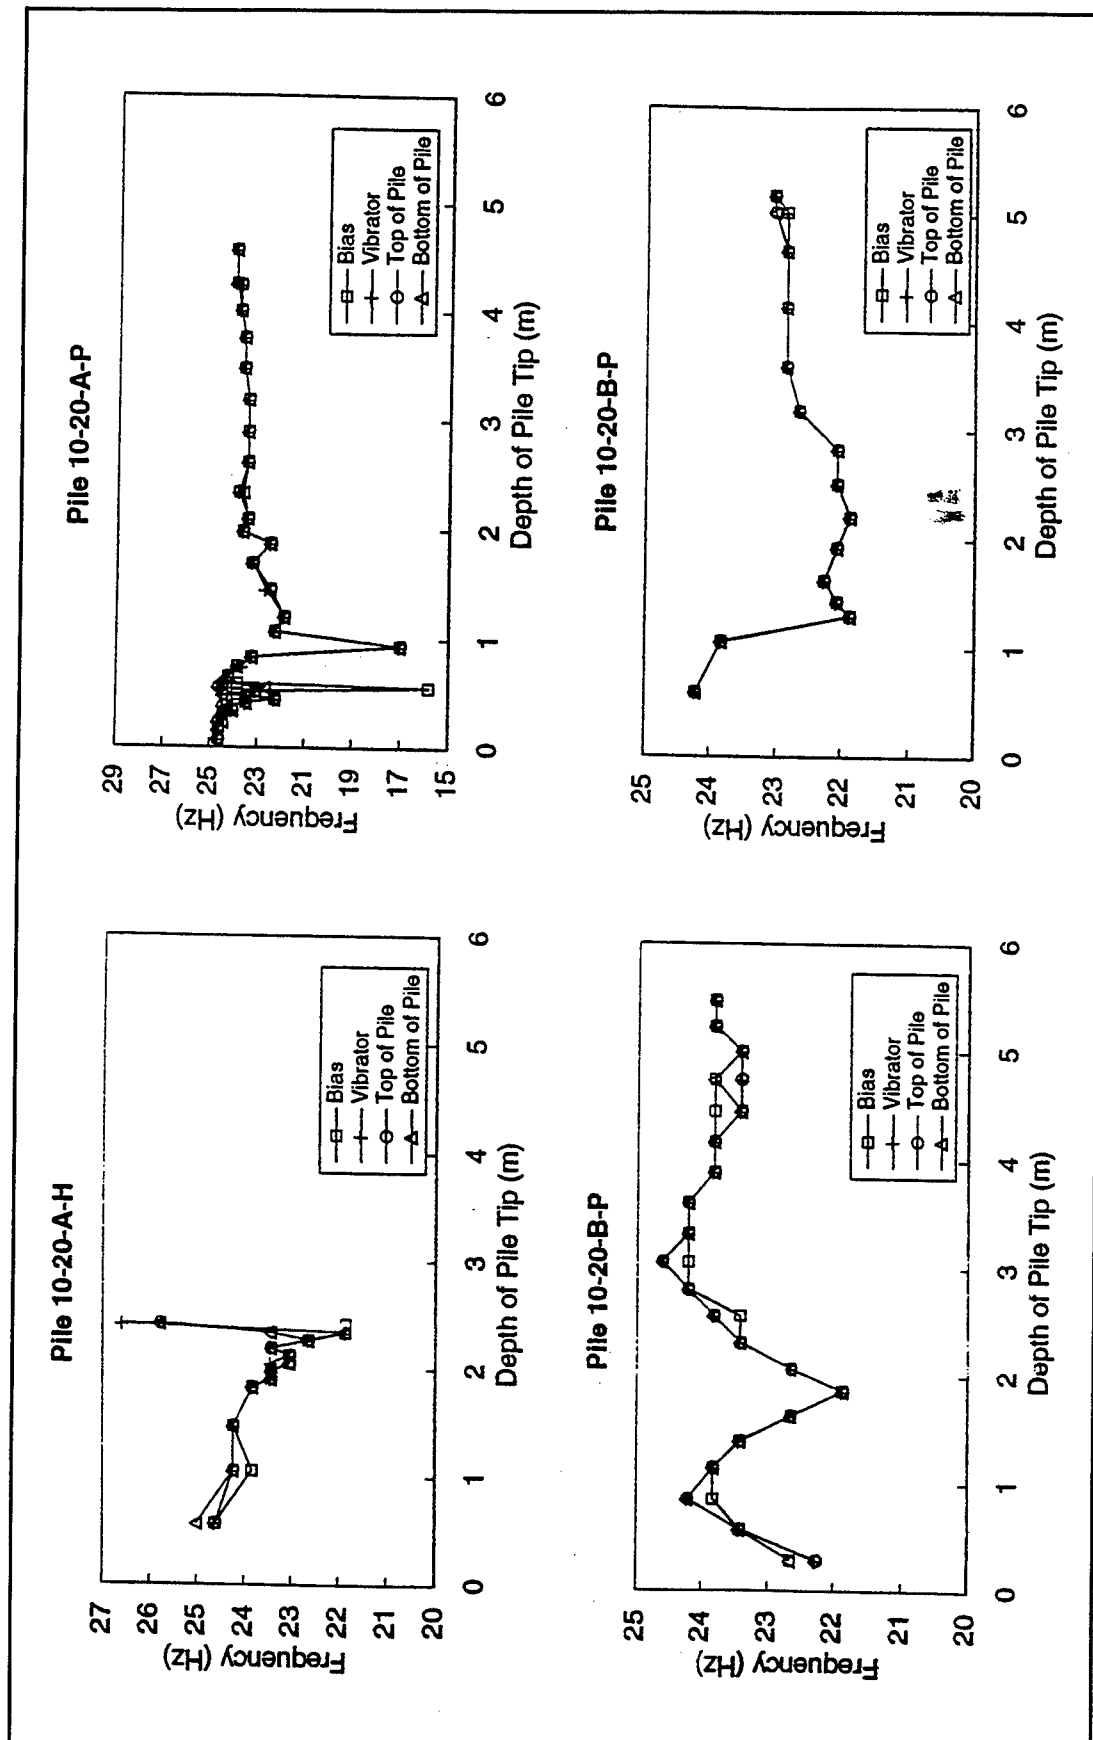 Pile 10-20-A-H
27
26
25
24
23
22
21
20
Frequency (Hz)
0 1 2 3 4 5 6
Depth of Pile Tip (m)
Bias
Vibrator
Top of Pile
Bottom of Pile
Pile 10-20-A-P
29
27
25
23
21
19
17
15
Frequency (Hz)
0 1 2 3 4 5 6
Depth of Pile Tip (m)
Bias
Vibrator
Top of Pile
Bottom of Pile
Pile 10-20-B-P
25
24
23
22
21
20
Frequency (Hz)
0 1 2 3 4 5 6
Depth of Pile Tip (m)
Bias
Vibrator
Top of Pile
Bottom of Pile
Pile 10-20-B-P
25
24
23
22
21
20
Frequency (Hz)
0 1 2 3 4 5 6
Depth of Pile Tip (m)
Bias
Vibrator
Top of Pile
Bottom of Pile